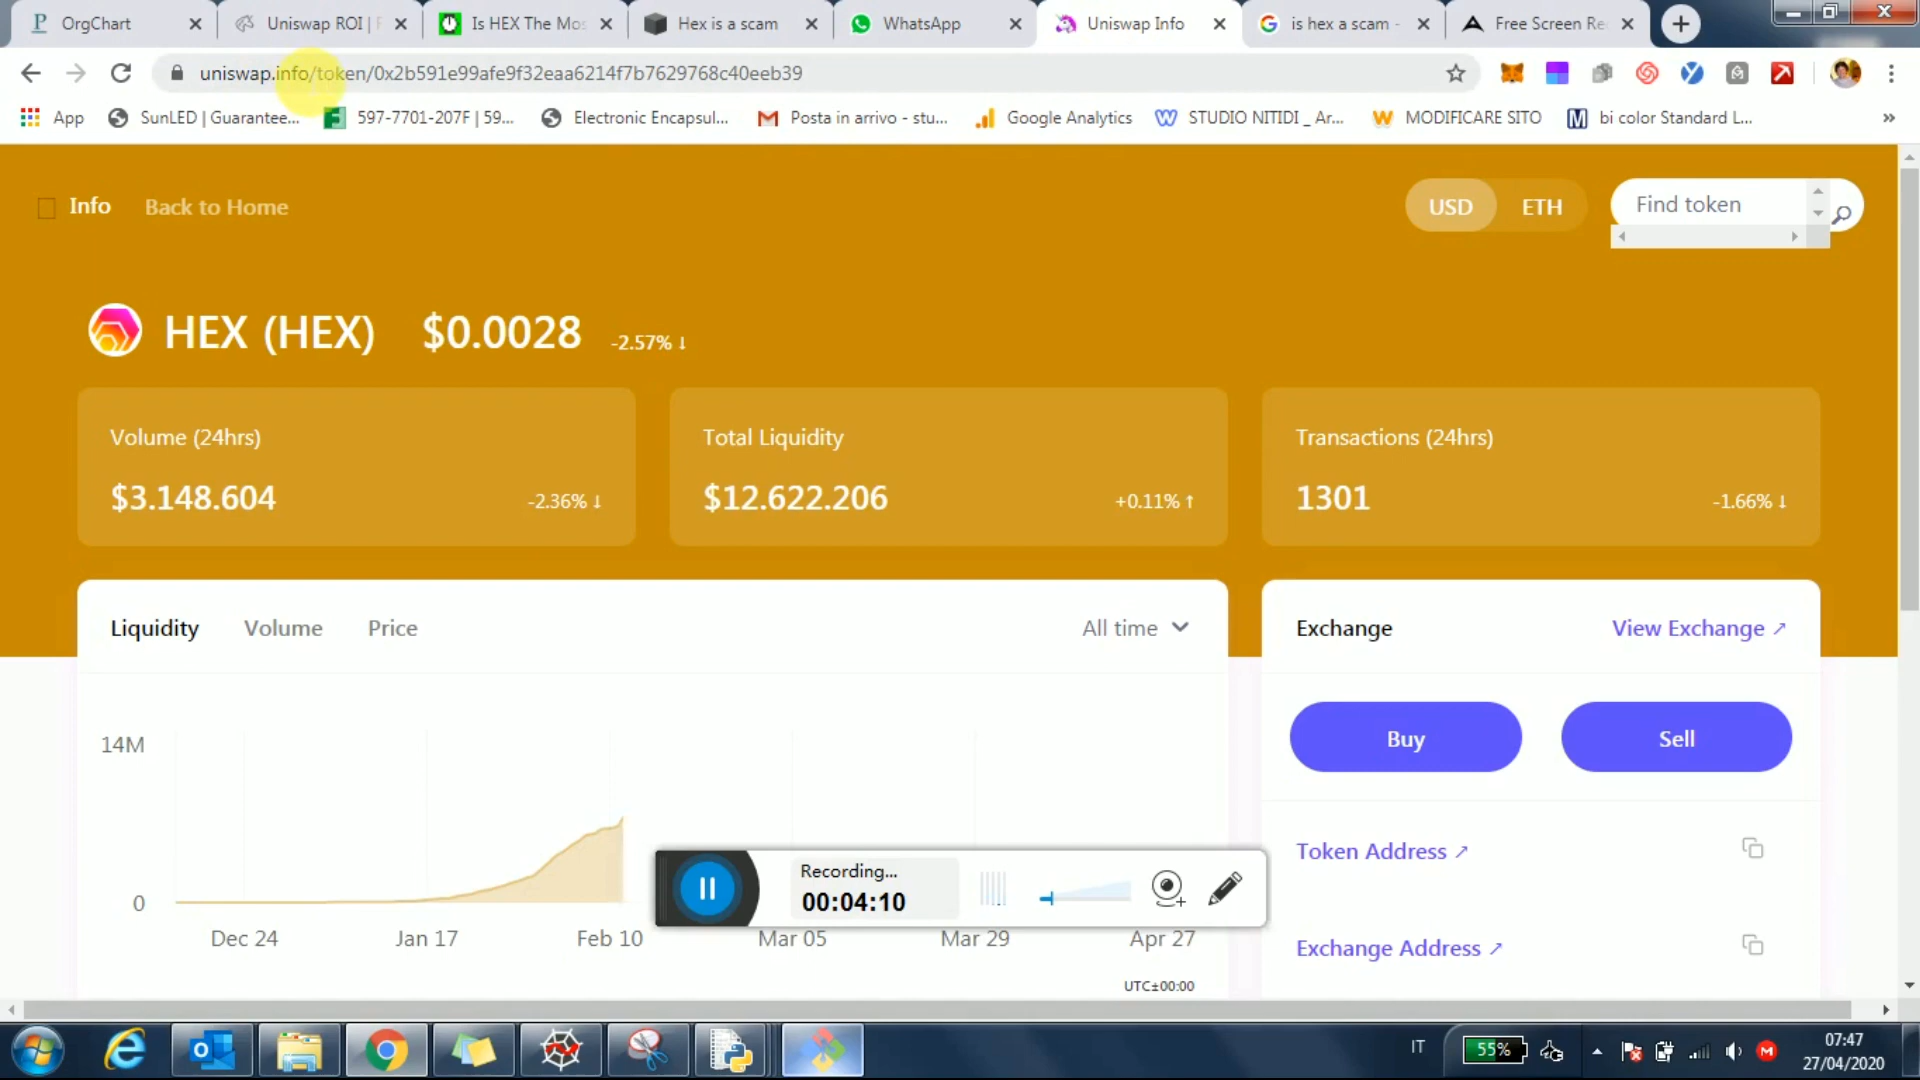 OrgChart
Uniswap ROI |
Is HEX The Mos
Hex is a scam
WhatsApp
Uniswap Info
is hex a scam -
Free Screen Re
uniswap.info/token/0x2b591e99afe9f32eaa6214f7b7629768c40eeb39
App
SunLED | Guarantee...
597-7701-207F | 59...
Electronic Encapsul...
Posta in arrivo - stu...
Google Analytics
STUDIO NITIDI _ Ar...
MODIFICARE SITO
bi color Standard L...
»
Info
Back to Home
USD
ETH
Find token
HEX (HEX)
$0.0028
-2.57% ↓
Volume (24hrs)
$3.148.604
-2.36% ↓
Total Liquidity
$12.622.206
+0.11% ↑
Transactions (24hrs)
1301
-1.66% ↓
Liquidity
Volume
Price
All time
Exchange
View Exchange ↗
14M
0
Dec 24
Jan 17
Feb 10
Mar 05
Mar 29
Apr 27
UTC±00:00
Buy
Sell
Token Address ↗
Exchange Address ↗
Recording...
00:04:10
IT
55%
07:47
27/04/2020